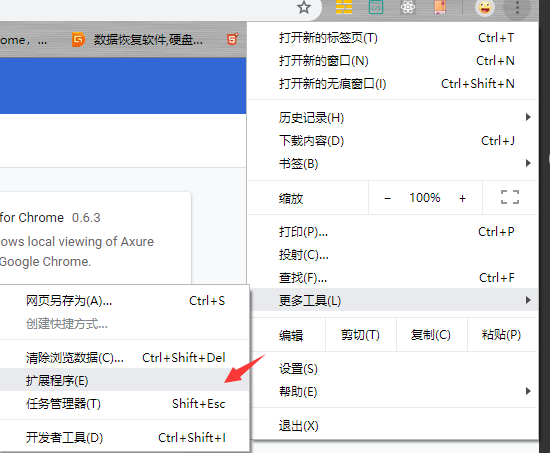 ome, ...
数据恢复软件,硬盘...
打开新的标签页(T) Ctrl+T
打开新的窗口(N) Ctrl+N
打开新的无痕窗口(I) Ctrl+Shift+N
历史记录(H)
下载内容(D) Ctrl+J
书签(B)
缩放 − 100% +
打印(P)... Ctrl+P
投射(C)...
查找(F)... Ctrl+F
更多工具(L)
编辑 剪切(T) 复制(C) 粘贴(P)
设置(S)
帮助(E)
退出(X)
for Chrome 0.6.3
ows local viewing of Axure
Google Chrome.
网页另存为(A)... Ctrl+S
创建快捷方式...
清除浏览数据(C)... Ctrl+Shift+Del
扩展程序(E)
任务管理器(T) Shift+Esc
开发者工具(D) Ctrl+Shift+I